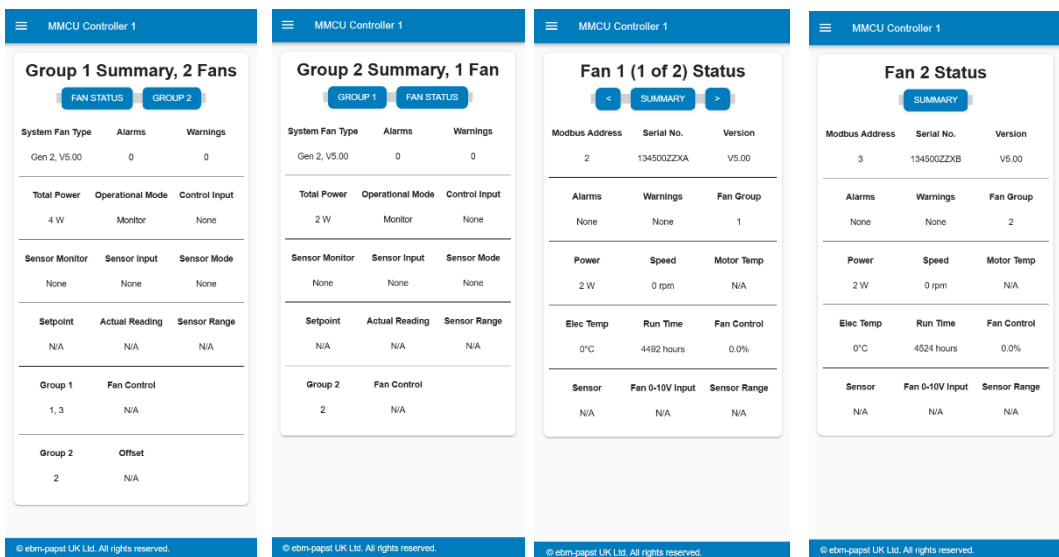 MMCU Controller 1
Group 1 Summary, 2 Fans
FAN STATUS GROUP 2
System Fan Type Alarms Warnings
Gen 2, V5.00 0 0
Total Power Operational Mode Control Input
4 W Monitor None
Sensor Monitor Sensor Input Sensor Mode
None None None
Setpoint Actual Reading Sensor Range
N/A N/A N/A
Group 1 Fan Control
1, 3 N/A
Group 2 Offset
2 N/A
© ebm-papst UK Ltd. All rights reserved.
MMCU Controller 1
Group 2 Summary, 1 Fan
GROUP 1 FAN STATUS
System Fan Type Alarms Warnings
Gen 2, V5.00 0 0
Total Power Operational Mode Control Input
2 W Monitor None
Sensor Monitor Sensor Input Sensor Mode
None None None
Setpoint Actual Reading Sensor Range
N/A N/A N/A
Group 2 Fan Control
2 N/A
© ebm-papst UK Ltd. All rights reserved.
MMCU Controller 1
Fan 1 (1 of 2) Status
< SUMMARY >
Modbus Address Serial No. Version
2 134500ZZXA V5.00
Alarms Warnings Fan Group
None None 1
Power Speed Motor Temp
2 W 0 rpm N/A
Elec Temp Run Time Fan Control
0°C 4492 hours 0.0%
Sensor Fan 0-10V Input Sensor Range
N/A N/A N/A
© ebm-papst UK Ltd. All rights reserved.
MMCU Controller 1
Fan 2 Status
SUMMARY
Modbus Address Serial No. Version
3 134500ZZXB V5.00
Alarms Warnings Fan Group
None None 2
Power Speed Motor Temp
2 W 0 rpm N/A
Elec Temp Run Time Fan Control
0°C 4524 hours 0.0%
Sensor Fan 0-10V Input Sensor Range
N/A N/A N/A
© ebm-papst UK Ltd. All rights reserved.